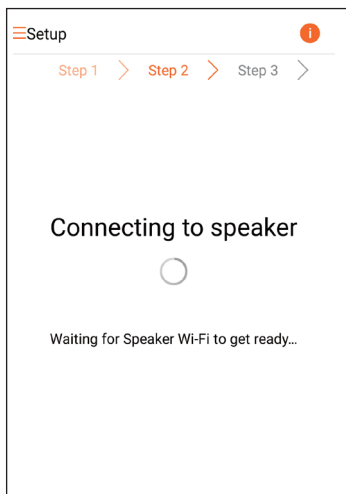 Setup
i
Step 1 Step 2 Step 3
Connecting to speaker
Waiting for Speaker Wi-Fi to get ready...